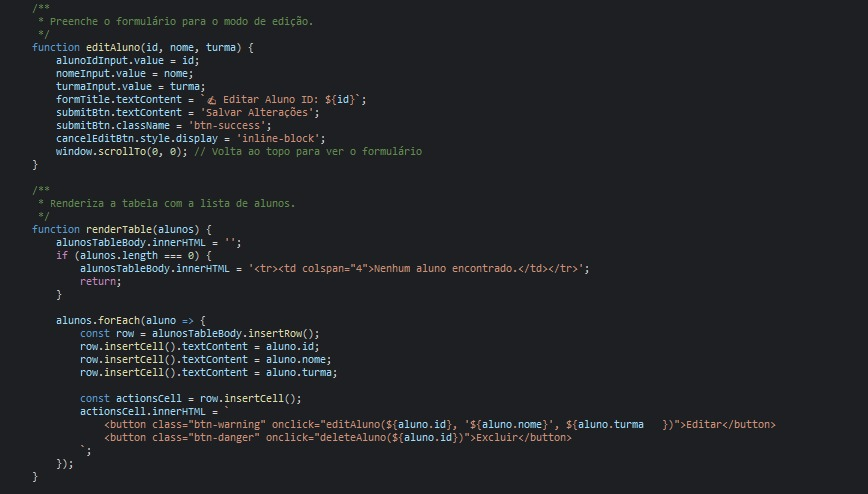 /**
 * Preenche o formulário para o modo de edição.
 */
function editAluno(id, nome, turma) {
    alunoIdInput.value = id;
    nomeInput.value = nome;
    turmaInput.value = turma;
    formTitle.textContent = `✍️ Editar Aluno ID: ${id}`;
    submitBtn.textContent = 'Salvar Alterações';
    submitBtn.className = 'btn-success';
    cancelEditBtn.style.display = 'inline-block';
    window.scrollTo(0, 0); // Volta ao topo para ver o formulário
}

/**
 * Renderiza a tabela com a lista de alunos.
 */
function renderTable(alunos) {
    alunosTableBody.innerHTML = '';
    if (alunos.length === 0) {
        alunosTableBody.innerHTML = '<tr><td colspan="4">Nenhum aluno encontrado.</td></tr>';
        return;
    }

    alunos.forEach(aluno => {
        const row = alunosTableBody.insertRow();
        row.insertCell().textContent = aluno.id;
        row.insertCell().textContent = aluno.nome;
        row.insertCell().textContent = aluno.turma;

        const actionsCell = row.insertCell();
        actionsCell.innerHTML = `
            <button class="btn-warning" onclick="editAluno(${aluno.id}, '${aluno.nome}', ${aluno.turma   })">Editar</button>
            <button class="btn-danger" onclick="deleteAluno(${aluno.id})">Excluir</button>
        `;
    });
}